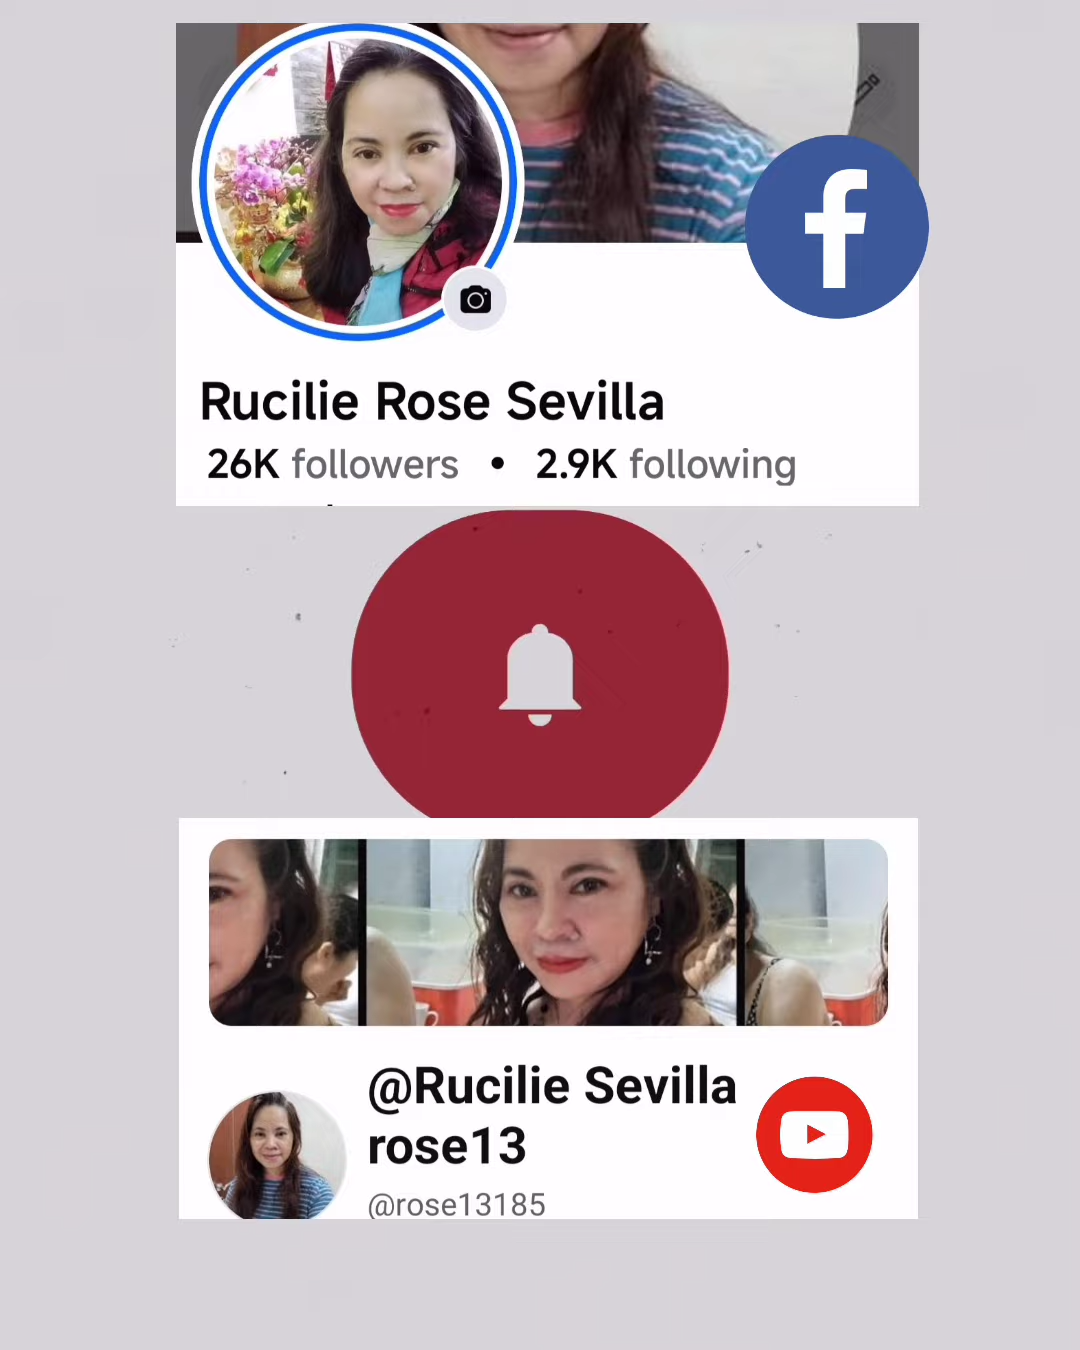 Rucilie Rose Sevilla
26K followers • 2.9K following
@Rucilie Sevilla
rose13
@rose13185